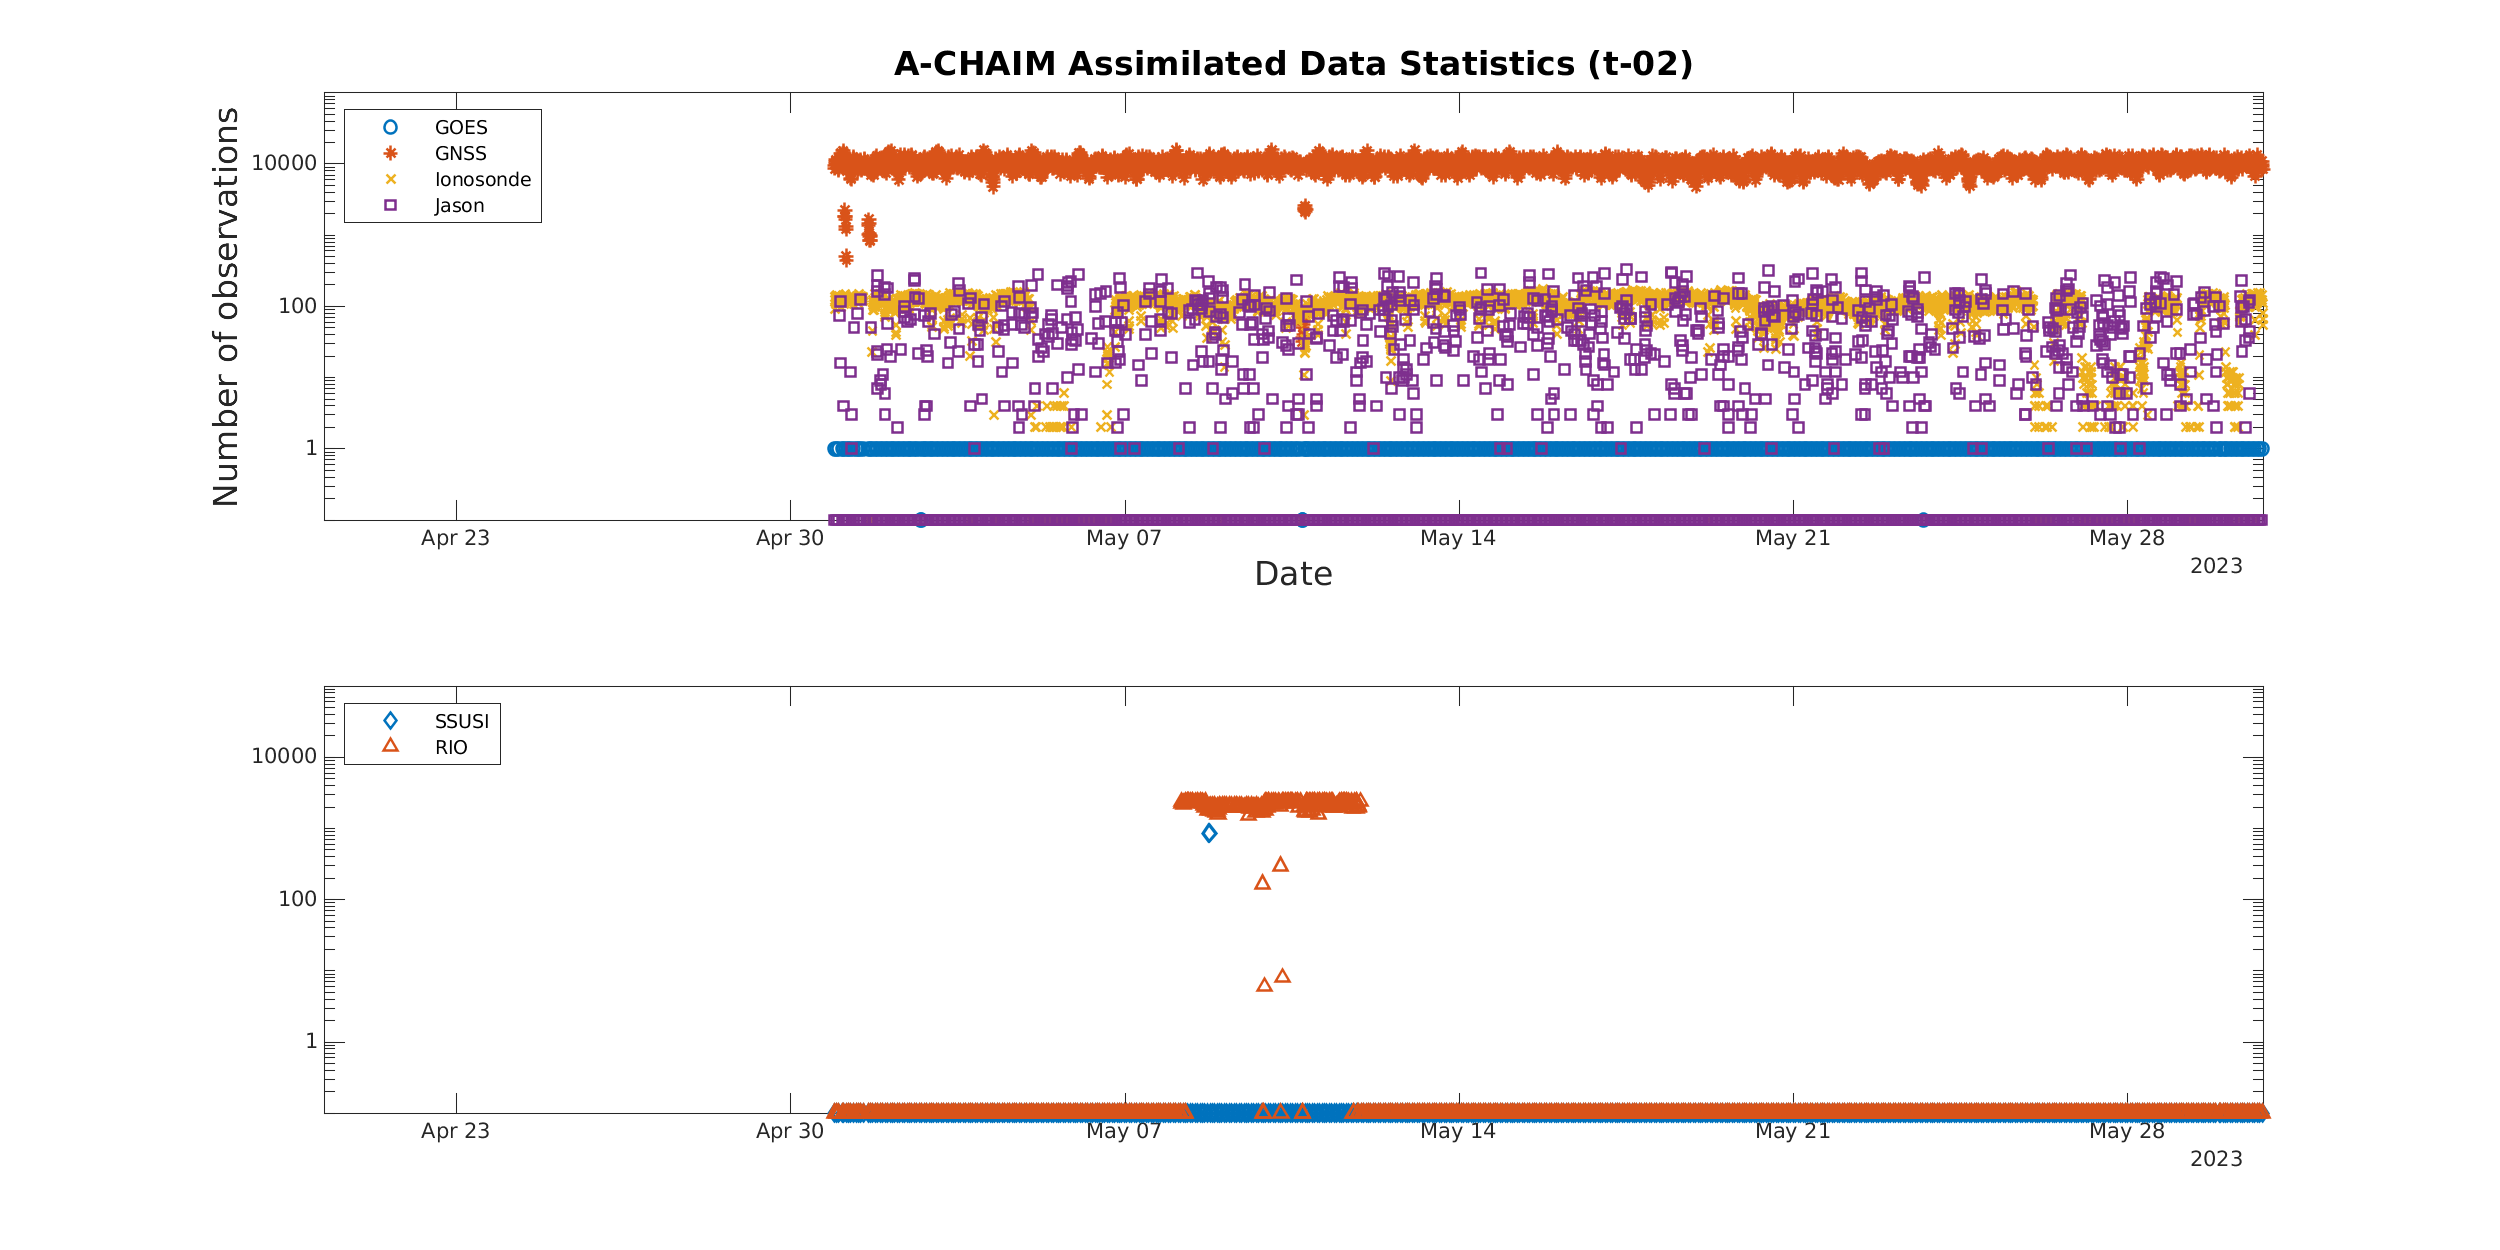 A-CHAIM Assimilated Data Statistics (t-02)
Number of observations
10000
100
1
GOES
GNSS
Ionosonde
Jason
Apr 23
Apr 30
May 07
May 14
May 21
May 28
2023
Date
10000
100
1
SSUSI
RIO
Apr 23
Apr 30
May 07
May 14
May 21
May 28
2023